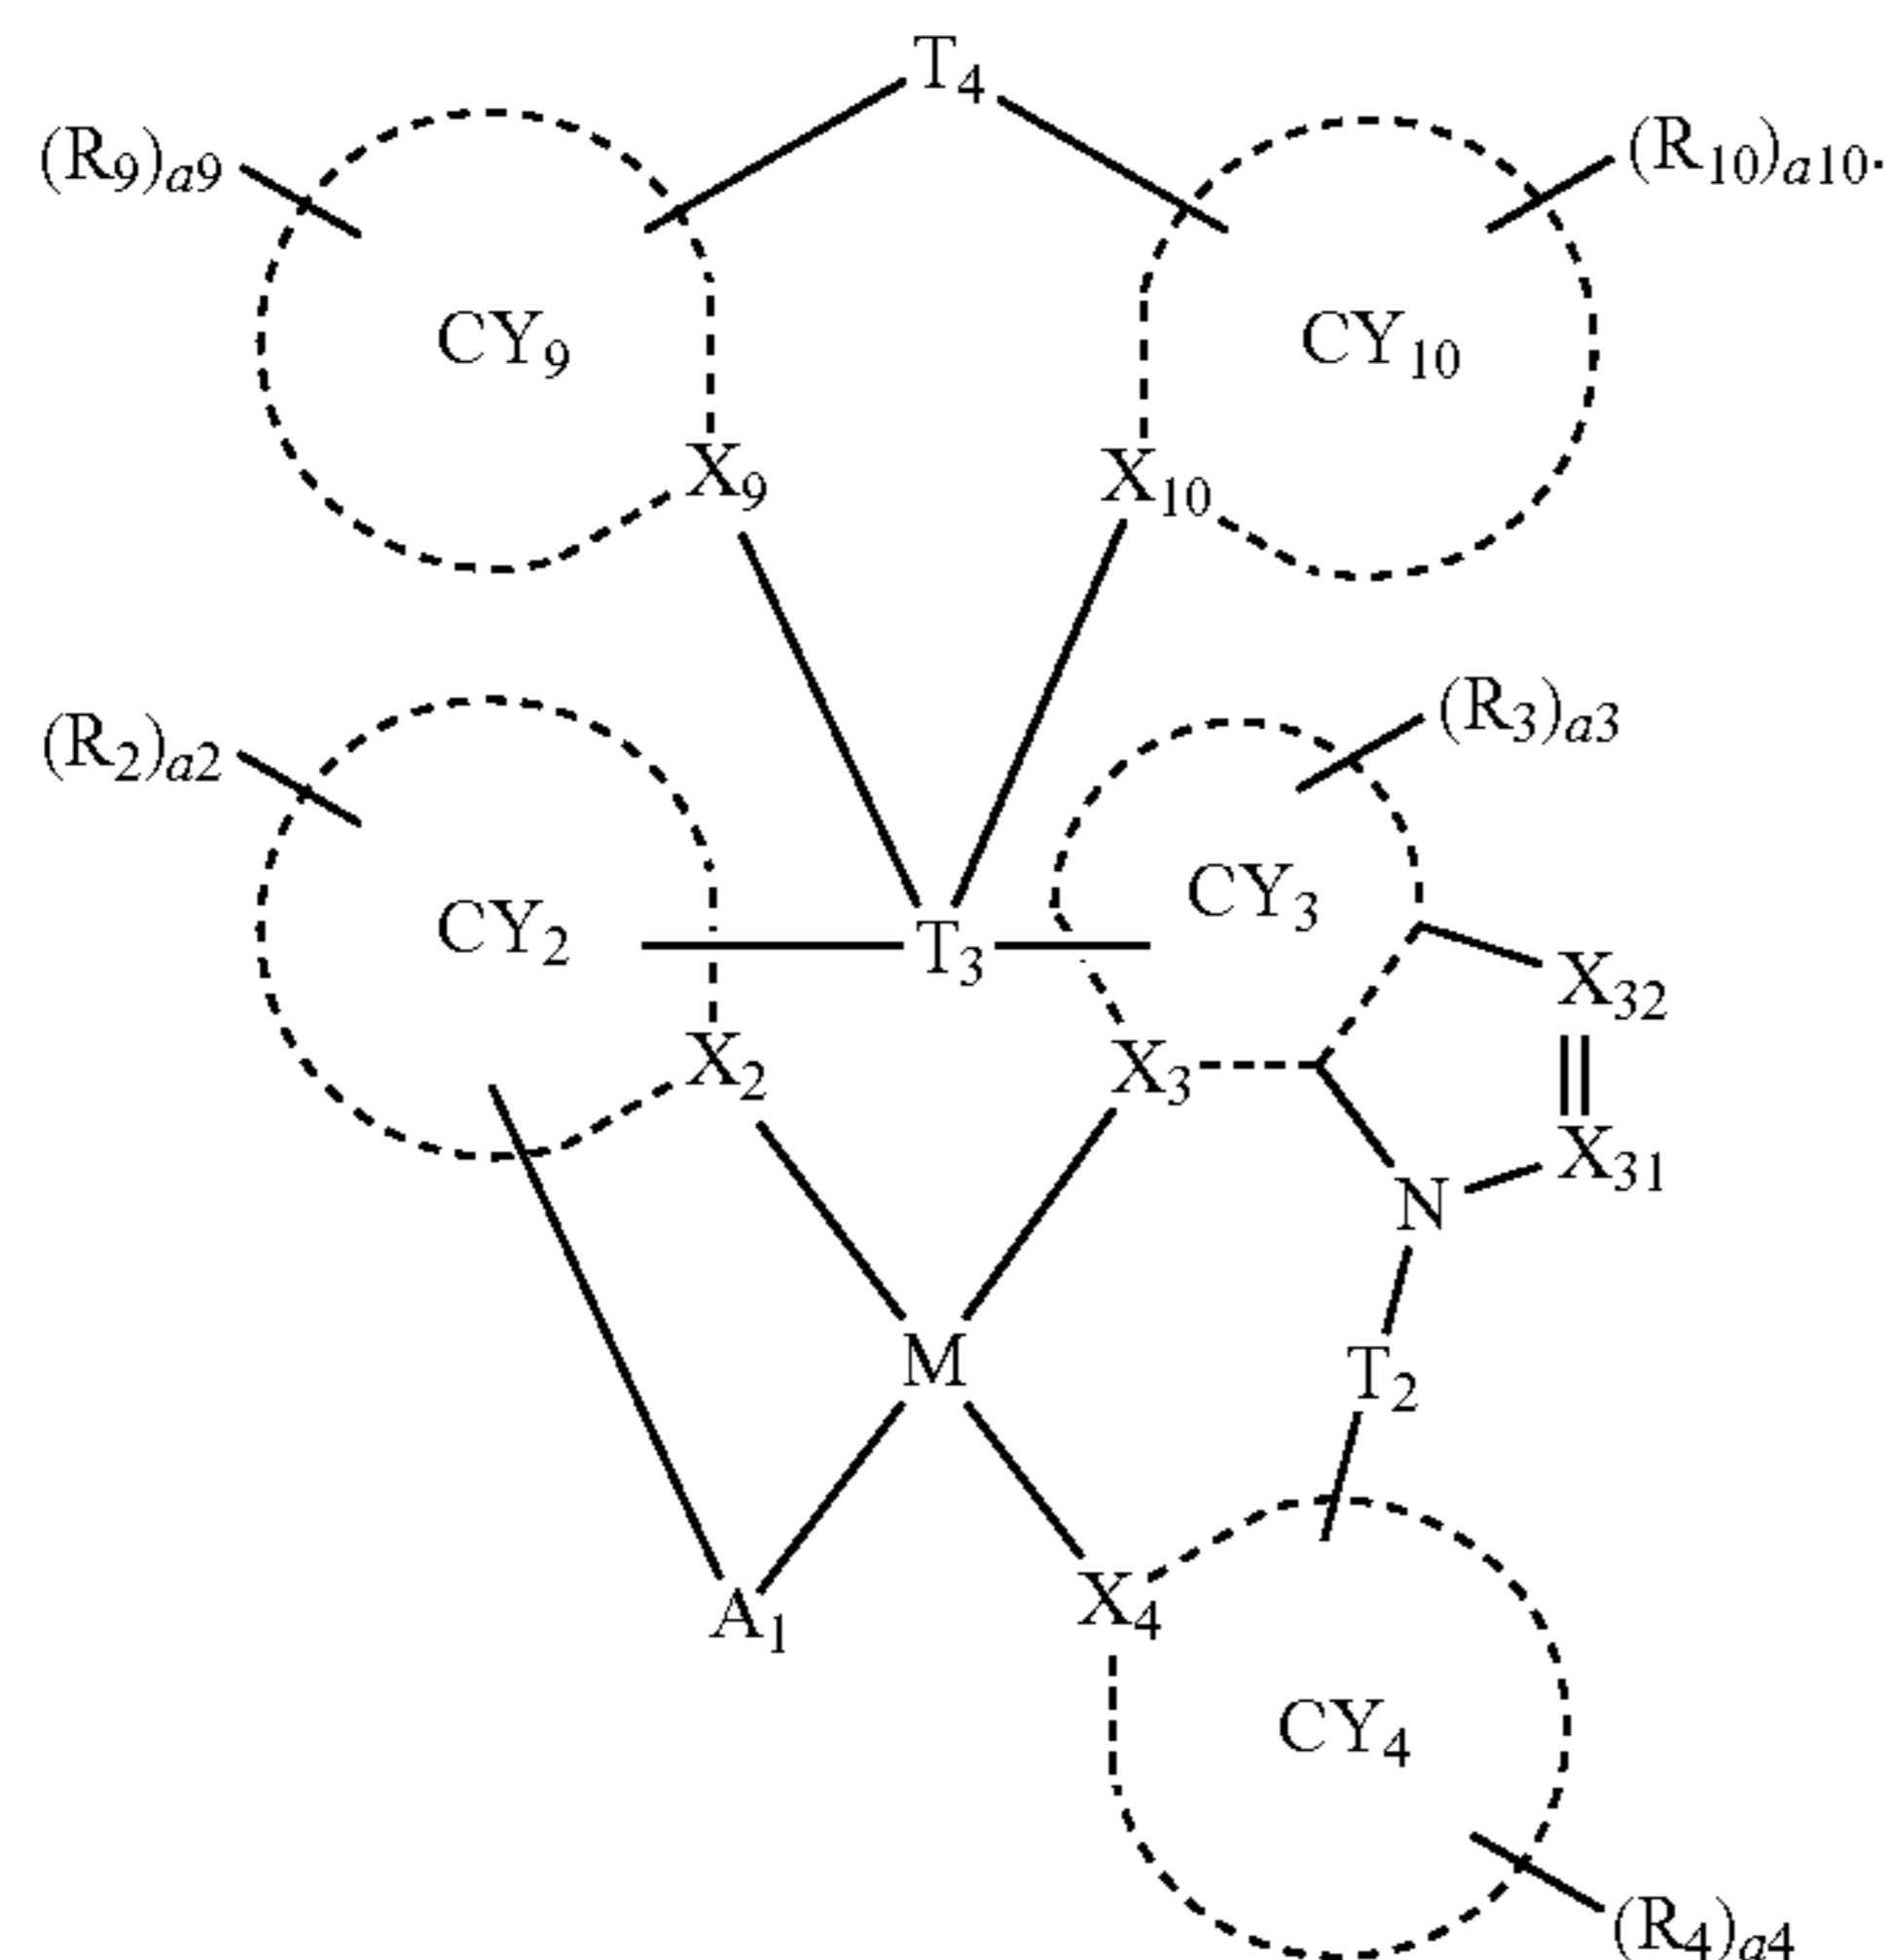 T4
(R9)a9
(R10)a10.
CY9
CY10
X9
X10
(R2)a2
(R3)a3
CY2
CY3
T3
X32
X2
X3
X31
N
M
T2
A1
X4
CY4
(R4)a4